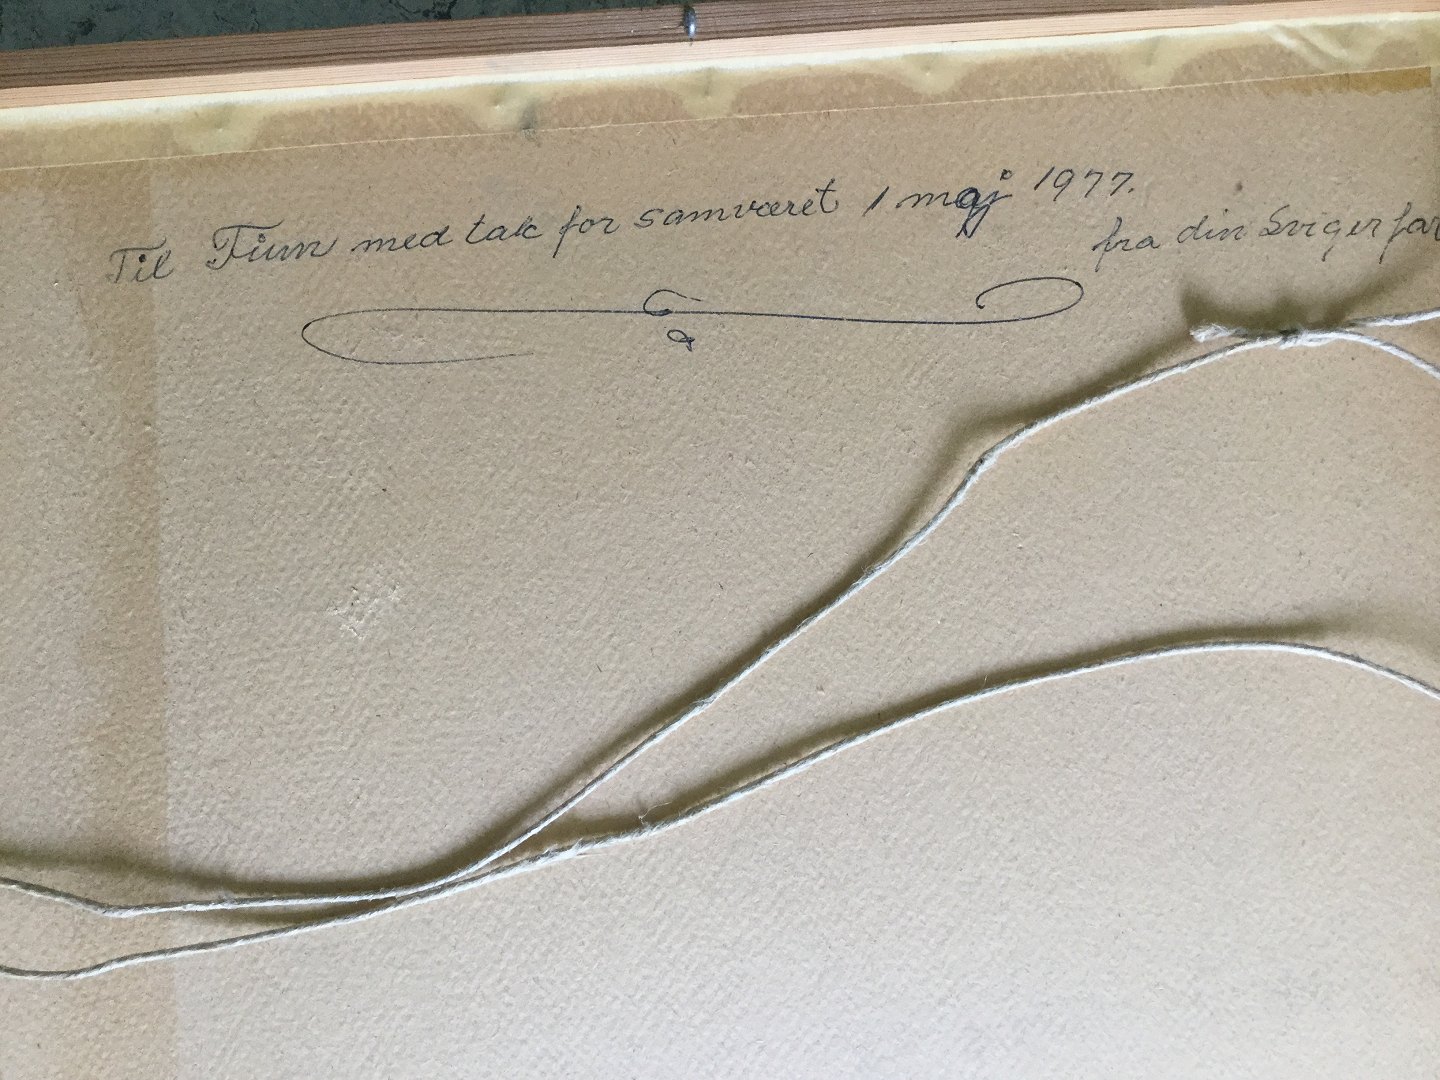 Til Finn med tak for samværet 1 maj 1977.
fra din Svigerfar